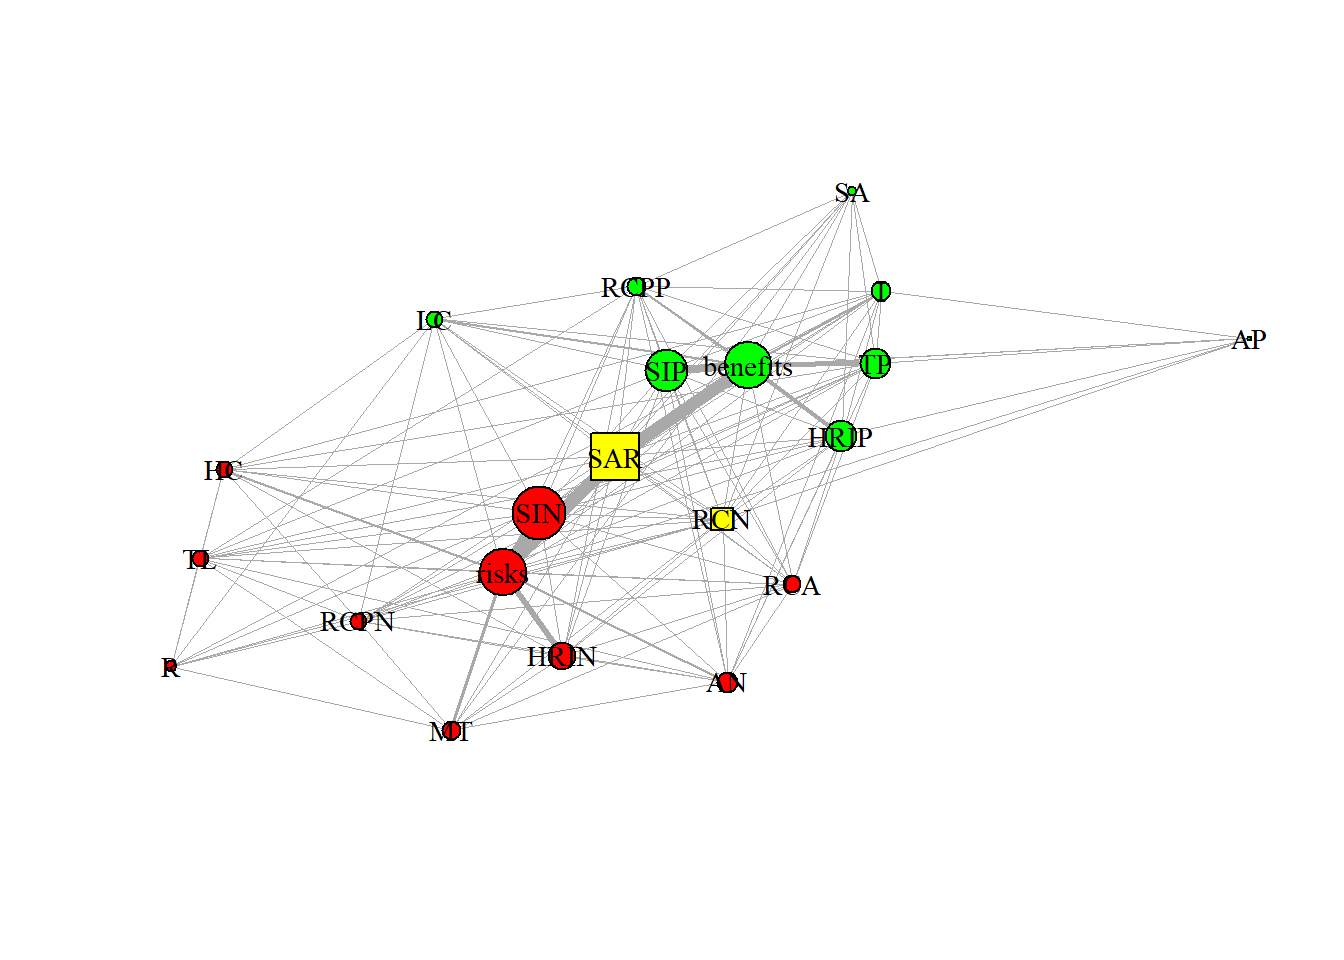 SA
RCPP
I
LC
AP
SIP
benefits
TP
HRIP
SAR
HC
SIN
RCN
TL
risks
RCA
RCPN
HRIN
R
AN
MT